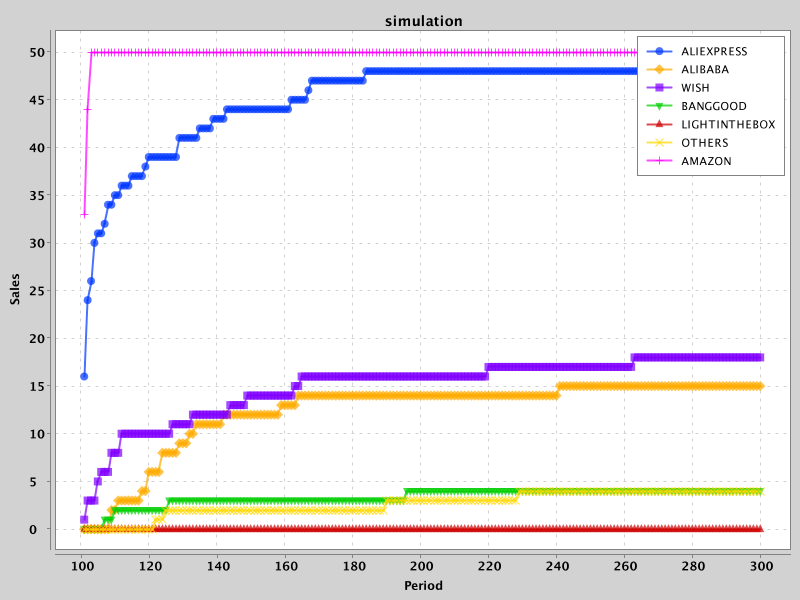 simulation
50
45
40
35
30
25
20
15
10
5
0
Sales
ALIEXPRESS
ALIBABA
WISH
BANGGOOD
LIGHTINTHEBOX
OTHERS
AMAZON
100 120 140 160 180 200 220 240 260 280 300
Period